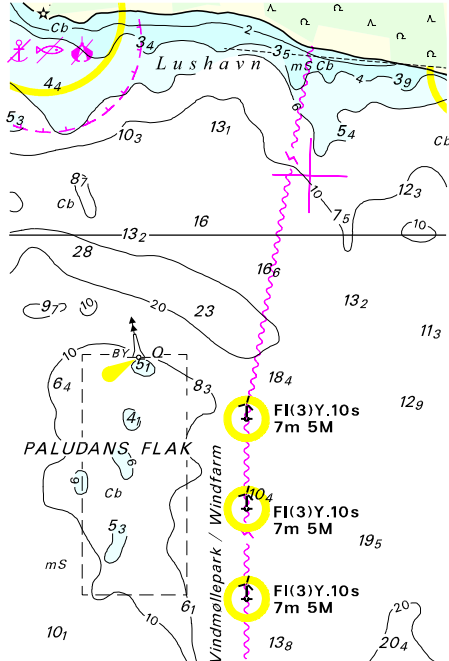 Cb
2
3₄
3₅
Lushavn
mS Cb
4
3₉
4₄
6
5₃
10₃
13₁
5₄
Cb
8₇
10
12₃
Cb
7₅
16
13₂
10
28
16₆
9₇
10
20
23
13₂
11₃
10
BY
Q
5₁
18₄
6₄
8₃
12₉
4₁
Fl(3)Y.10s
7m 5M
PALUDANS FLAK
6
6
Cb
10₄
5₃
Fl(3)Y.10s
7m 5M
19₅
mS
Vindmøllepark / Windfarm
6₁
Fl(3)Y.10s
7m 5M
10
20
10₁
13₈
20₄